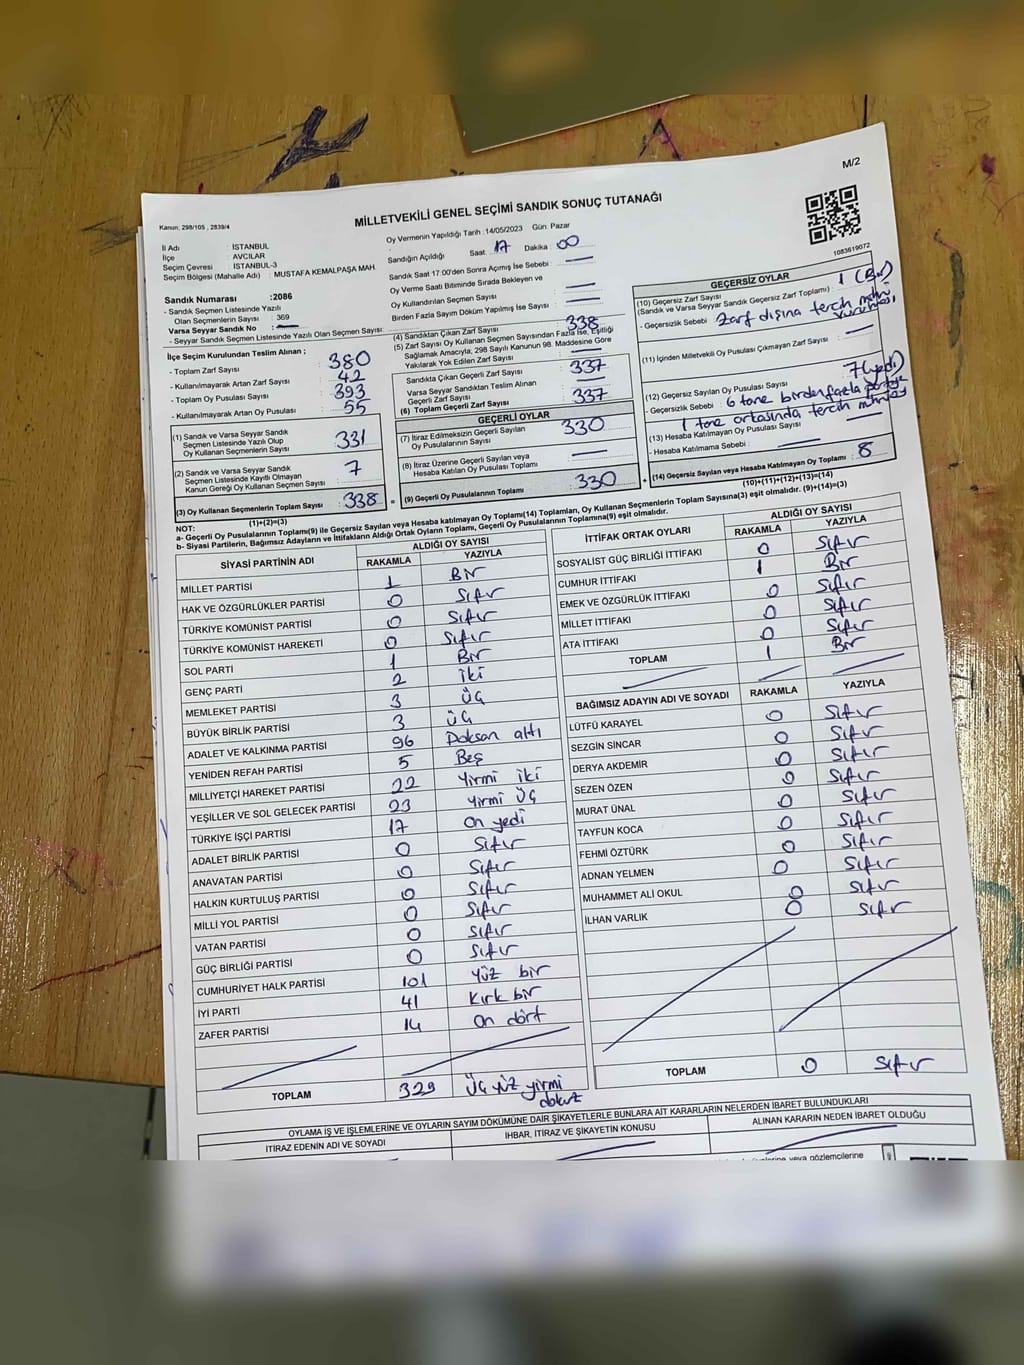 M/2
MİLLETVEKİLİ GENEL SEÇİMİ SANDIK SONUÇ TUTANAĞI
Kanun; 298/105 , 2839/4
1083619072
İl Adı : İSTANBUL
İlçe : AVCILAR
Seçim Çevresi : İSTANBUL-3
Seçim Bölgesi (Mahalle Adı) : MUSTAFA KEMALPAŞA MAH.
Sandık Numarası :2086
- Sandık Seçmen Listesinde Yazılı
Olan Seçmenlerin Sayısı : 369
Varsa Seyyar Sandık No :
- Seyyar Sandık Seçmen Listesinde Yazılı Olan Seçmen Sayısı:
İlçe Seçim Kurulundan Teslim Alınan ;
- Toplam Zarf Sayısı : 380
- Kullanılmayarak Artan Zarf Sayısı : 42
- Toplam Oy Pusulası Sayısı : 393
- Kullanılmayarak Artan Oy Pusulası : 55
(1) Sandık ve Varsa Seyyar Sandık
Seçmen Listesinde Yazılı Olup
Oy Kullanan Seçmenlerin Sayısı : 331
(2) Sandık ve Varsa Seyyar Sandık
Seçmen Listesinde Kayıtlı Olmayan
Kanun Gereği Oy Kullanan Seçmen Sayısı : 7
(3) Oy Kullanan Seçmenlerin Toplam Sayısı : 338
(1)+(2)=(3)
Oy Vermenin Yapıldığı Tarih :14/05/2023 Gün: Pazar
Sandığın Açıldığı Saat: 17 Dakika : 00
Sandık Saat 17:00'den Sonra Açımış İse Sebebi :
Oy Verme Saati Bitiminde Sırada Bekleyen ve
Oy Kullandırılan Seçmen Sayısı :
Birden Fazla Sayım Döküm Yapılmış İse Sayısı :
(4) Sandıktan Çıkan Zarf Sayısı : 338
(5) Zarf Sayısı Oy Kullanan Seçmen Sayısından Fazla İse, Eşitliği
Sağlamak Amacıyla, 298 Sayılı Kanunun 98. Maddesine Göre
Yakılarak Yok Edilen Zarf Sayısı :
Sandıkta Çıkan Geçerli Zarf Sayısı : 337
Varsa Seyyar Sandıktan Teslim Alınan
Geçerli Zarf Sayısı :
(6) Toplam Geçerli Zarf Sayısı : 337
GEÇERLİ OYLAR
(7) İtiraz Edilmeksizin Geçerli Sayılan
Oy Pusulalarının Sayısı : 330
(8) İtiraz Üzerine Geçerli Sayılan ve
Hesaba Katılan Oy Pusulası Toplamı :
(9) Geçerli Oy Pusulalarının Toplamı : 330
GEÇERSİZ OYLAR
(10) Geçersiz Zarf Sayısı
(Sandık ve Varsa Seyyar Sandık Geçersiz Zarf Toplamı) : 1 (Bir)
- Geçersizlik Sebebi : Zarf dışına tercih mührü
(11) İçinden Milletvekili Oy Pusulası Çıkmayan Zarf Sayısı :
(12) Geçersiz Sayılan Oy Pusulası Sayısı : 7 (yedi)
- Geçersizlik Sebebi : 6 tane birden fazla partiye
1 tane ortasında tercih mührü
(13) Hesaba Katılmayan Oy Pusulası Sayısı
- Hesaba Katılmama Sebebi :
(14) Geçersiz Sayılan veya Hesaba Katılmayan Oy Toplamı : 8
(10)+(11)+(12)+(13)=(14)
NOT:
a- Geçerli Oy Pusulalarının Toplamı(9) ile Geçersiz Sayılan veya Hesaba katılmayan Oy Toplamı(14) Toplamları, Oy Kullanan Seçmenlerin Toplam Sayısına(3) eşit olmalıdır. (9)+(14)=(3)
b- Siyasi Partilerin, Bağımsız Adayların ve İttifakların Aldığı Ortak Oyların Toplamı, Geçerli Oy Pusulalarının Toplamına(9) eşit olmalıdır.
SİYASİ PARTİNİN ADI ALDIĞI OY SAYISI
RAKAMLA YAZIYLA
MİLLET PARTİSİ 1 Bir
HAK VE ÖZGÜRLÜKLER PARTİSİ 0 Sıfır
TÜRKİYE KOMÜNİST PARTİSİ 0 Sıfır
TÜRKİYE KOMÜNİST HAREKETİ 0 Sıfır
SOL PARTİ 1 Bir
GENÇ PARTİ 2 iki
MEMLEKET PARTİSİ 3 üç
BÜYÜK BİRLİK PARTİSİ 3 üç
ADALET VE KALKINMA PARTİSİ 96 Doksan altı
YENİDEN REFAH PARTİSİ 5 Beş
MİLLİYETÇİ HAREKET PARTİSİ 22 Yirmi iki
YEŞİLLER VE SOL GELECEK PARTİSİ 23 Yirmi üç
TÜRKİYE İŞÇİ PARTİSİ 17 On yedi
ADALET BİRLİK PARTİSİ 0 Sıfır
ANAVATAN PARTİSİ 0 Sıfır
HALKIN KURTULUŞ PARTİSİ 0 Sıfır
MİLLİ YOL PARTİSİ 0 Sıfır
VATAN PARTİSİ 0 Sıfır
GÜÇ BİRLİĞİ PARTİSİ 0 Sıfır
CUMHURİYET HALK PARTİSİ 101 Yüz bir
İYİ PARTİ 41 Kırk bir
ZAFER PARTİSİ 14 On dört
TOPLAM 329 Üç yüz yirmi
dokuz
İTTİFAK ORTAK OYLARI ALDIĞI OY SAYISI
RAKAMLA YAZIYLA
SOSYALİST GÜÇ BİRLİĞİ İTTİFAKI 0 Sıfır
CUMHUR İTTİFAKI 1 Bir
EMEK VE ÖZGÜRLÜK İTTİFAKI 0 Sıfır
MİLLET İTTİFAKI 0 Sıfır
ATA İTTİFAKI 0 Sıfır
TOPLAM 1 Bir
BAĞIMSIZ ADAYIN ADI VE SOYADI RAKAMLA YAZIYLA
LÜTFÜ KARAYEL 0 Sıfır
SEZGİN SİNCAR 0 Sıfır
DERYA AKDEMİR 0 Sıfır
SEZEN ÖZEN 0 Sıfır
MURAT ÜNAL 0 Sıfır
TAYFUN KOCA 0 Sıfır
FEHMİ ÖZTÜRK 0 Sıfır
ADNAN YELMEN 0 Sıfır
MUHAMMET ALİ OKUL 0 Sıfır
İLHAN VARLIK 0 Sıfır
TOPLAM 0 Sıfır
OYLAMA İŞ VE İŞLEMLERİNE VE OYLARIN SAYIM DÖKÜMÜNE DAİR ŞİKAYETLERLE BUNLARA AİT KARARLARIN NELERDEN İBARET BULUNDUKLARI
İTİRAZ EDENİN ADI VE SOYADI İHBAR, İTİRAZ VE ŞİKAYETİN KONUSU ALINAN KARARIN NEDEN İBARET OLDUĞU
veya gözlemcilerine